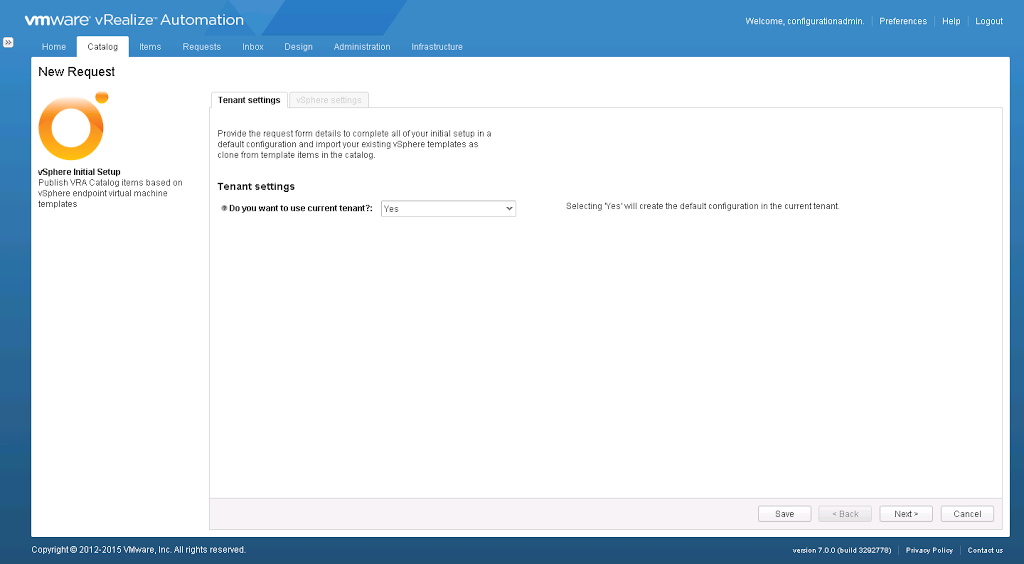 vmware® vRealize™ Automation
Welcome, configurationadmin.
Preferences
Help
Logout
Home
Catalog
Items
Requests
Inbox
Design
Administration
Infrastructure
New Request
vSphere Initial Setup
Publish VRA Catalog items based on
vSphere endpoint virtual machine
templates
Tenant settings
vSphere settings
Provide the request form details to complete all of your initial setup in a
default configuration and import your existing vSphere templates as
clone from template items in the catalog.
Tenant settings
Do you want to use current tenant?:
Yes
Selecting 'Yes' will create the default configuration in the current tenant.
Save
< Back
Next >
Cancel
Copyright © 2012-2015 VMware, Inc. All rights reserved.
version 7.0.0 (build 3292778)
Privacy Policy
Contact us